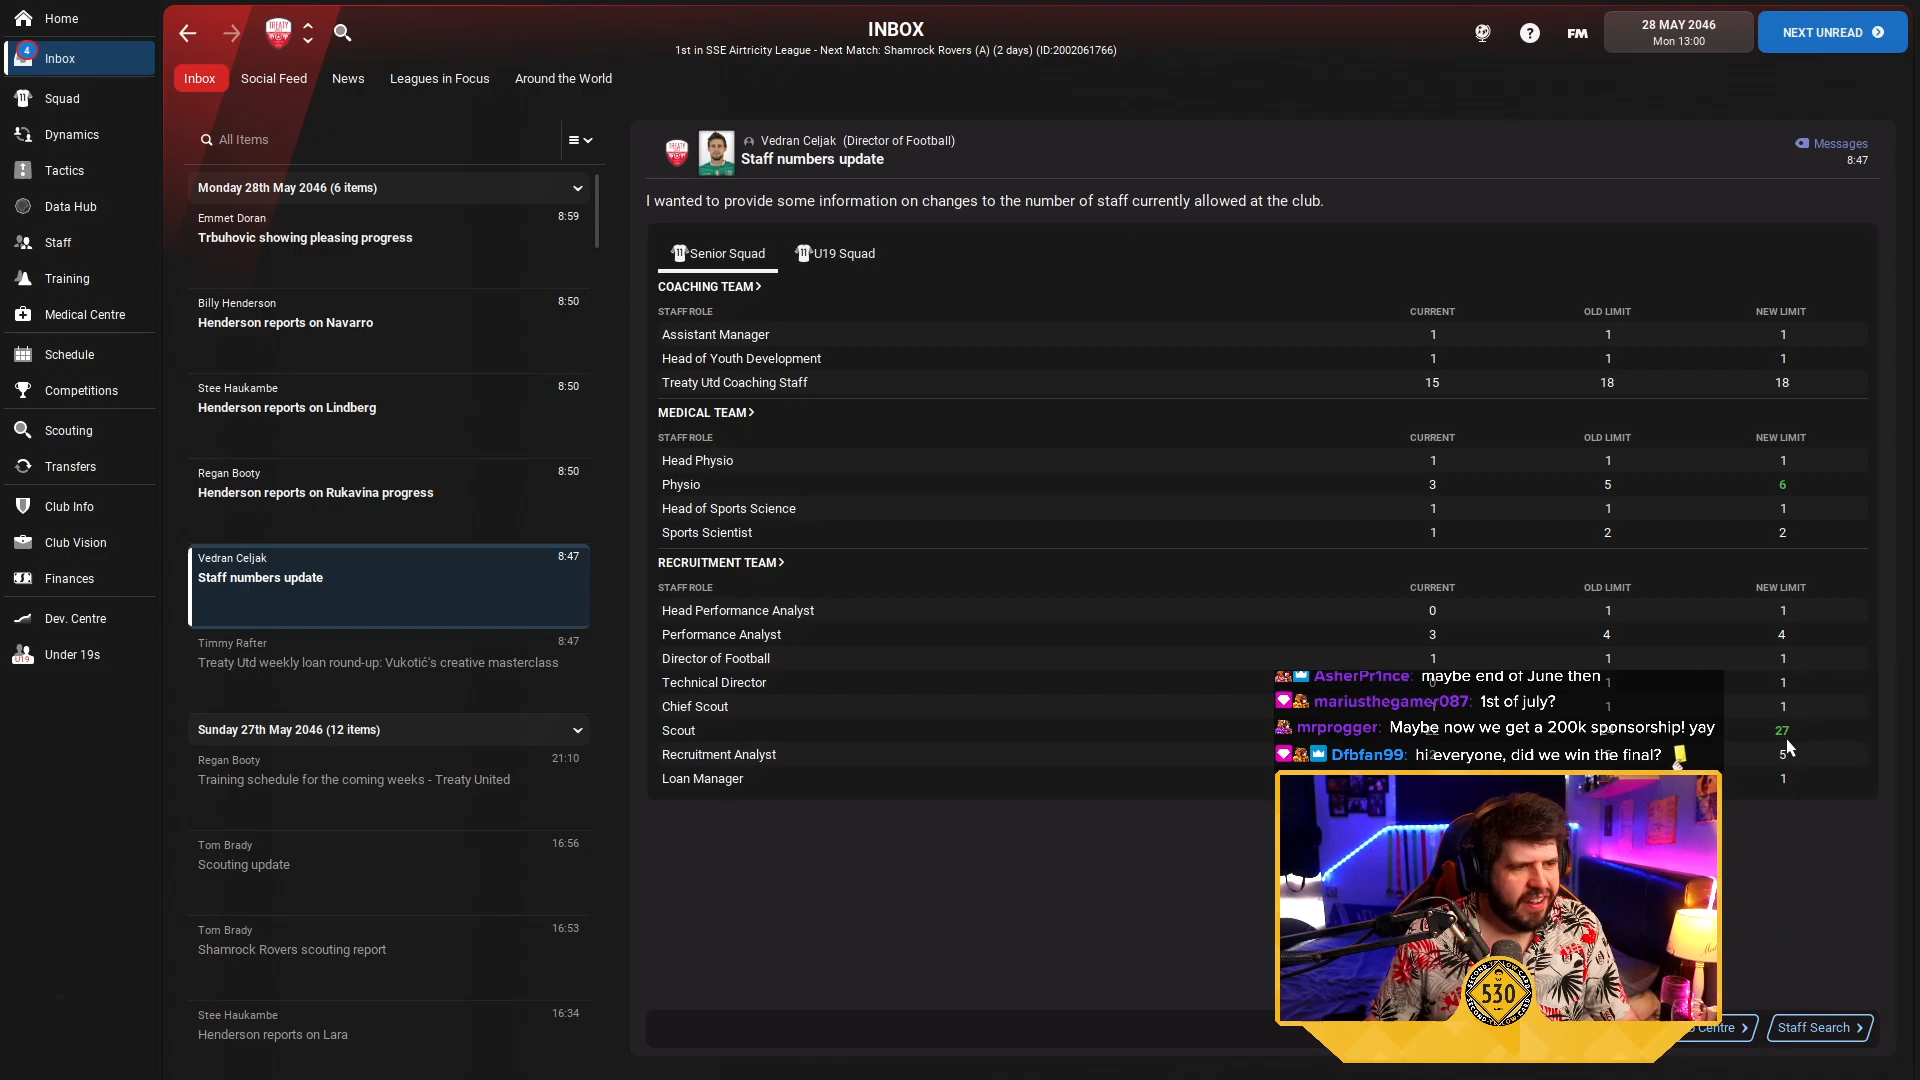 Home
4
Inbox
Squad
Dynamics
Tactics
Data Hub
Staff
Training
Medical Centre
Schedule
Competitions
Scouting
Transfers
Club Info
Club Vision
Finances
Dev. Centre
U19
Under 19s
TREATY
INBOX
1st in SSE Airtricity League - Next Match: Shamrock Rovers (A) (2 days) (ID:2002061766)
?
FM
28 MAY 2046
Mon 13:00
NEXT UNREAD
Inbox Social Feed News Leagues in Focus Around the World
All Items
Monday 28th May 2046 (6 items)
Emmet Doran 8:59
Trbuhovic showing pleasing progress
Billy Henderson 8:50
Henderson reports on Navarro
Stee Haukambe 8:50
Henderson reports on Lindberg
Regan Booty 8:50
Henderson reports on Rukavina progress
Vedran Celjak 8:47
Staff numbers update
Timmy Rafter 8:47
Treaty Utd weekly loan round-up: Vukotić's creative masterclass
Sunday 27th May 2046 (12 items)
Regan Booty 21:10
Training schedule for the coming weeks - Treaty United
Tom Brady 16:56
Scouting update
Tom Brady 16:53
Shamrock Rovers scouting report
Stee Haukambe 16:34
Henderson reports on Lara
Vedran Celjak (Director of Football)
Staff numbers update
Messages
8:47
I wanted to provide some information on changes to the number of staff currently allowed at the club.
11 Senior Squad 11 U19 Squad
COACHING TEAM
STAFF ROLE CURRENT OLD LIMIT NEW LIMIT
Assistant Manager 1 1 1
Head of Youth Development 1 1 1
Treaty Utd Coaching Staff 15 18 18
MEDICAL TEAM
STAFF ROLE CURRENT OLD LIMIT NEW LIMIT
Head Physio 1 1 1
Physio 3 5 6
Head of Sports Science 1 1 1
Sports Scientist 1 2 2
RECRUITMENT TEAM
STAFF ROLE CURRENT OLD LIMIT NEW LIMIT
Head Performance Analyst 0 1 1
Performance Analyst 3 4 4
Director of Football 1 1 1
Technical Director 0 1 1
Chief Scout 1 1 1
Scout 27
Recruitment Analyst 5
Loan Manager 1
AsherPr1nce: maybe end of June then
mariusthegamer087: 1st of july?
mrprogger: Maybe now we get a 200k sponsorship! yay
Dfbfan99: hi everyone, did we win the final?
SECOND YELLOW CARD
530
Centre
Staff Search